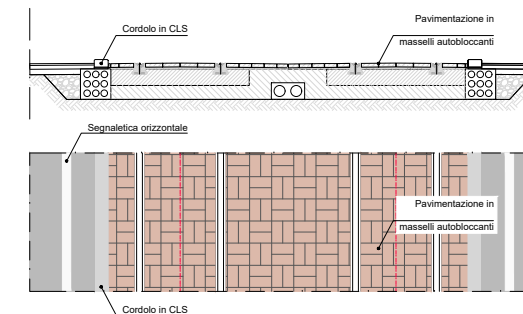 Cordolo in CLS
Pavimentazione in
masselli autobloccanti
Segnaletica orizzontale
Pavimentazione in
masselli autobloccanti
Cordolo in CLS